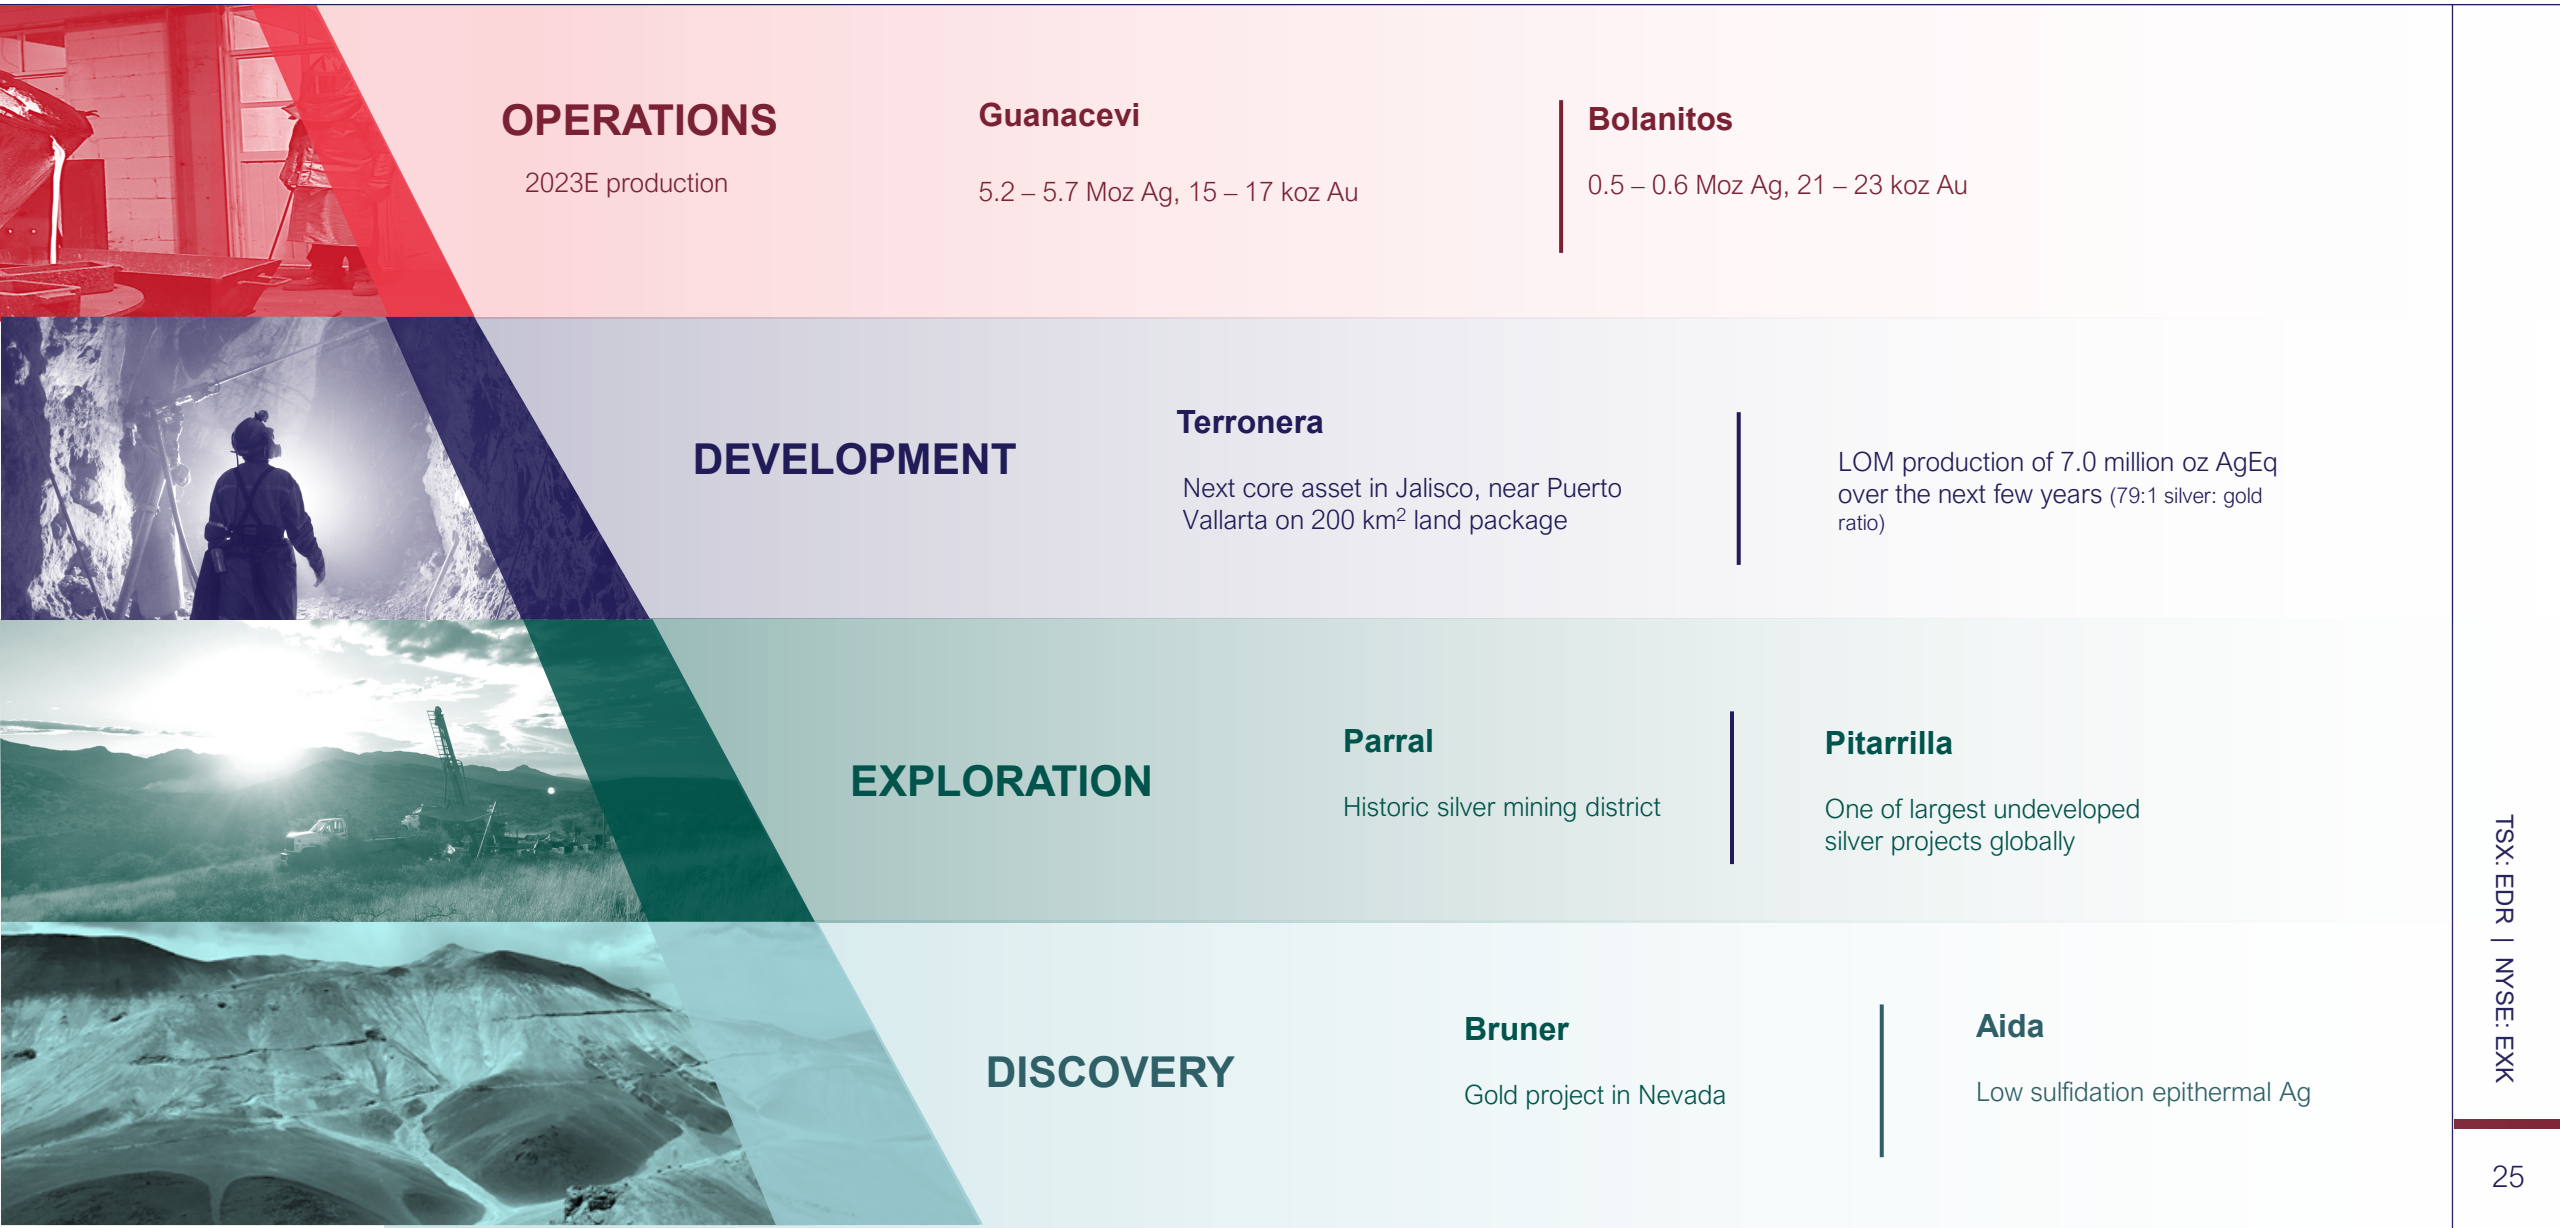 OPERATIONS
2023E production
Guanacevi
5.2 – 5.7 Moz Ag, 15 – 17 koz Au
Bolanitos
0.5 – 0.6 Moz Ag, 21 – 23 koz Au
DEVELOPMENT
Terronera
Next core asset in Jalisco, near Puerto
Vallarta on 200 km² land package
LOM production of 7.0 million oz AgEq
over the next few years (79:1 silver: gold
ratio)
EXPLORATION
Parral
Historic silver mining district
Pitarrilla
One of largest undeveloped
silver projects globally
DISCOVERY
Bruner
Gold project in Nevada
Aida
Low sulfidation epithermal Ag
TSX: EDR | NYSE: EXK
25